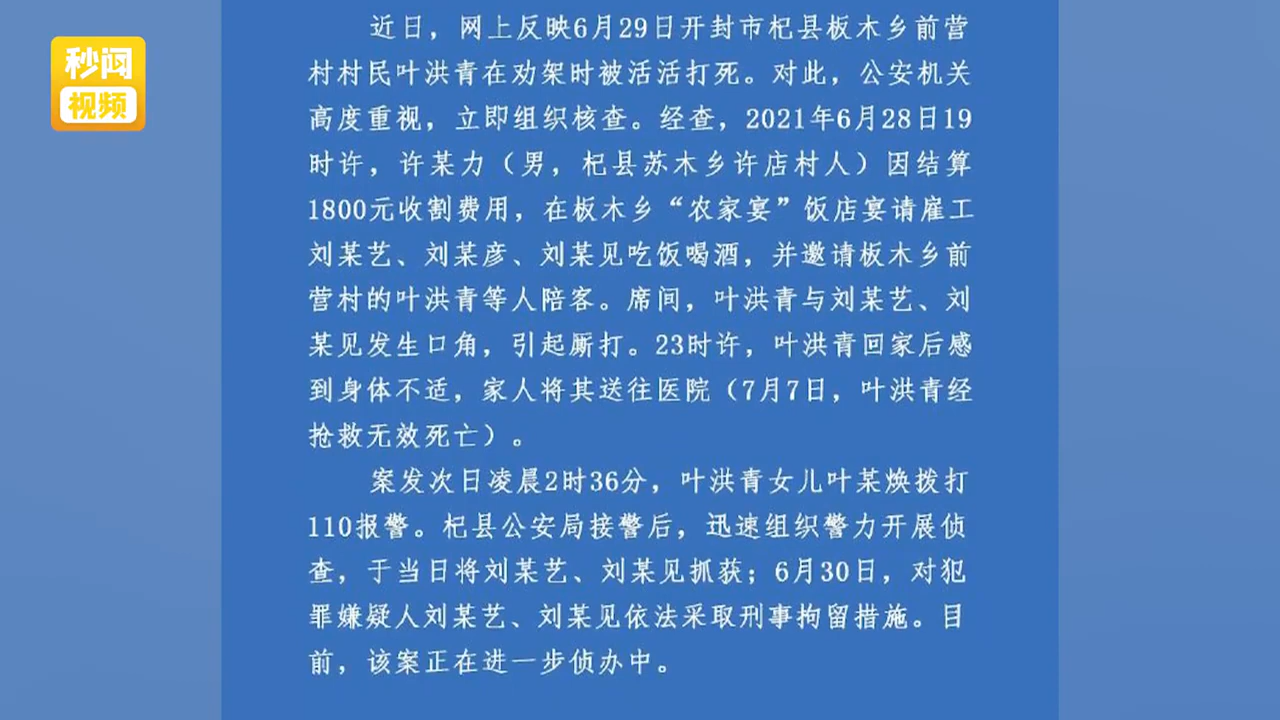 秒闻
视频
近日，网上反映6月29日开封市杞县板木乡前营
村村民叶洪青在劝架时被活活打死。对此，公安机关
高度重视，立即组织核查。经查，2021年6月28日19
时许，许某力（男，杞县苏木乡许店村人）因结算
1800元收割费用，在板木乡“农家宴”饭店宴请雇工
刘某艺、刘某彦、刘某见吃饭喝酒，并邀请板木乡前
营村的叶洪青等人陪客。席间，叶洪青与刘某艺、刘
某见发生口角，引起厮打。23时许，叶洪青回家后感
到身体不适，家人将其送往医院（7月7日，叶洪青经
抢救无效死亡）。
案发次日凌晨2时36分，叶洪青女儿叶某焕拨打
110报警。杞县公安局接警后，迅速组织警力开展侦
查，于当日将刘某艺、刘某见抓获；6月30日，对犯
罪嫌疑人刘某艺、刘某见依法采取刑事拘留措施。目
前，该案正在进一步侦办中。